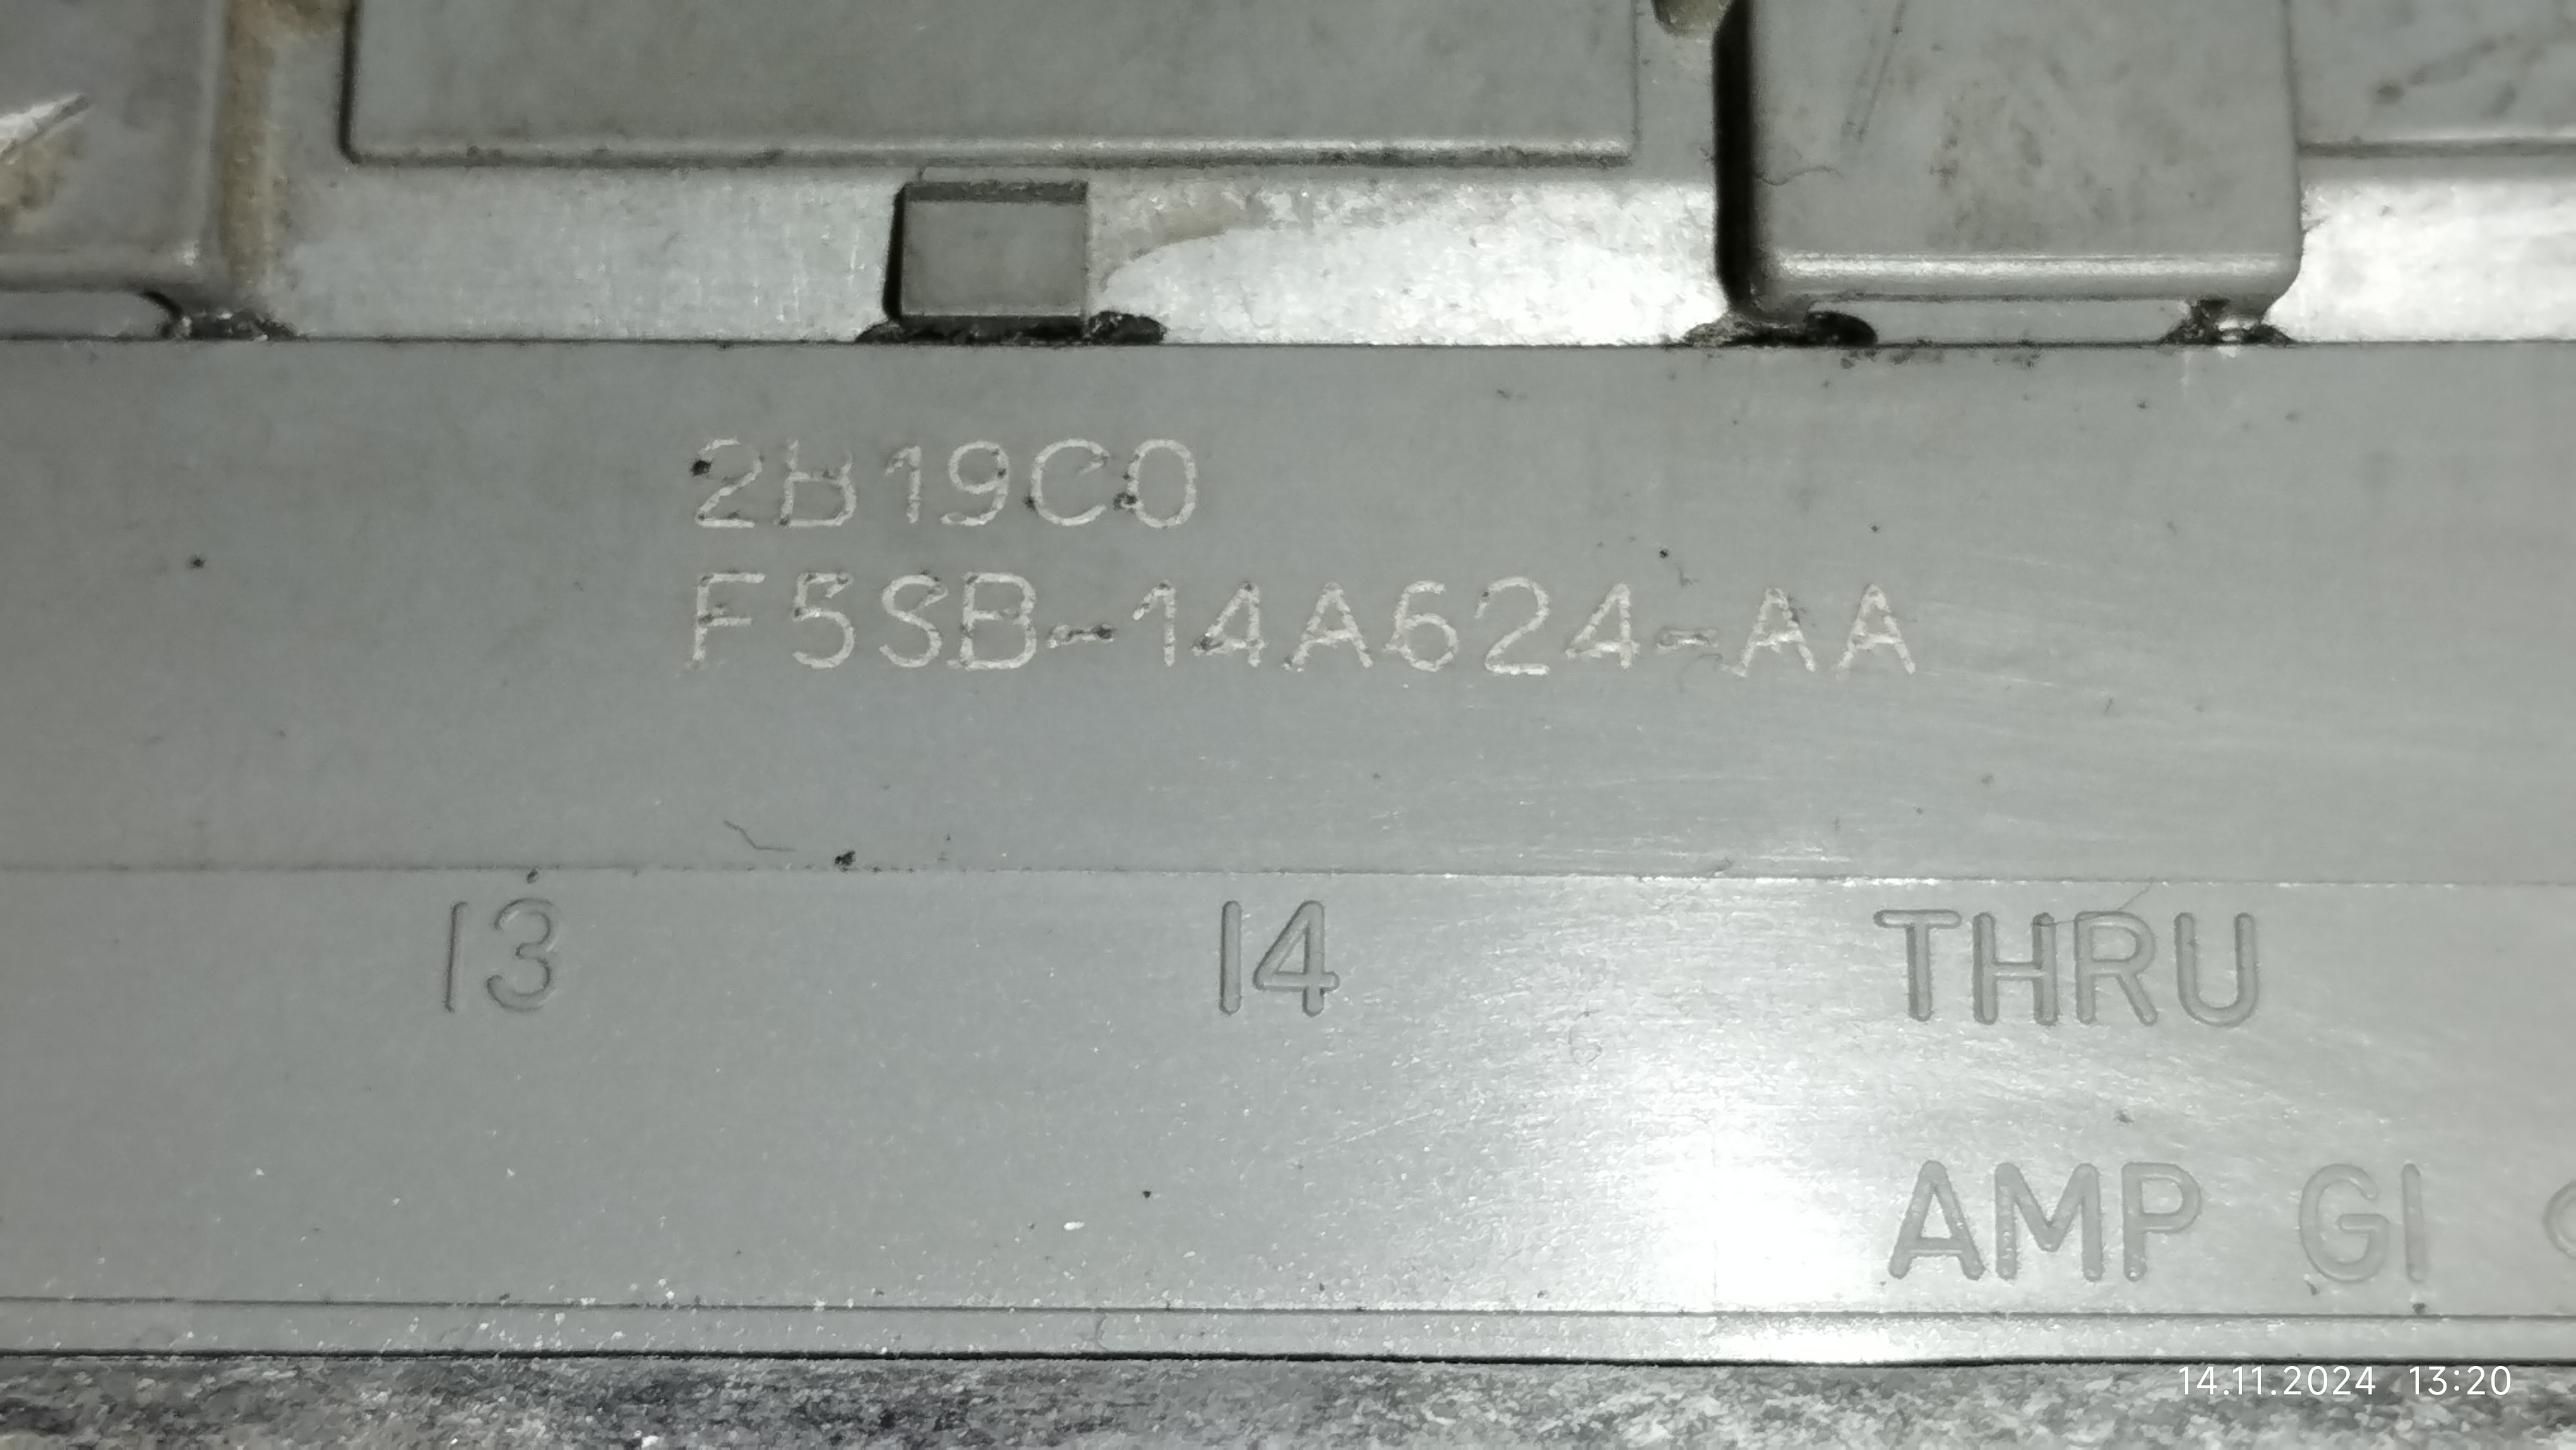 2B19C0
F5SB-14A624-AA
13 14 THRU
AMP GI
14.11.2024 13:20